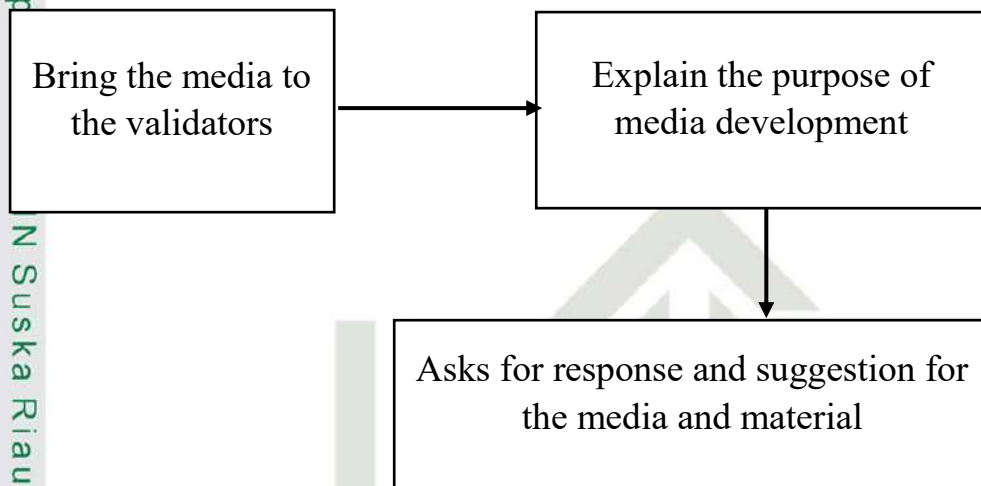 Bring the media to
the validators
Explain the purpose of
media development
Asks for response and suggestion for
the media and material
N Suska Riau